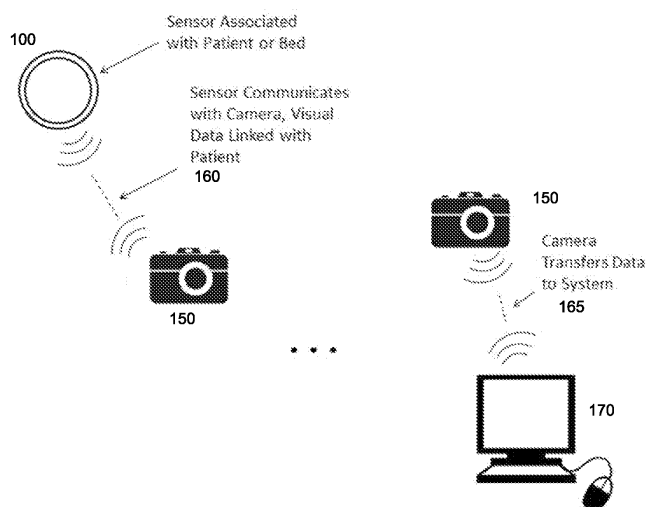 100
Sensor Associated
with Patient or Bed
Sensor Communicates
with Camera, Visual
Data Linked with
Patient
160
150
150
Camera
Transfers Data
to System
165
170